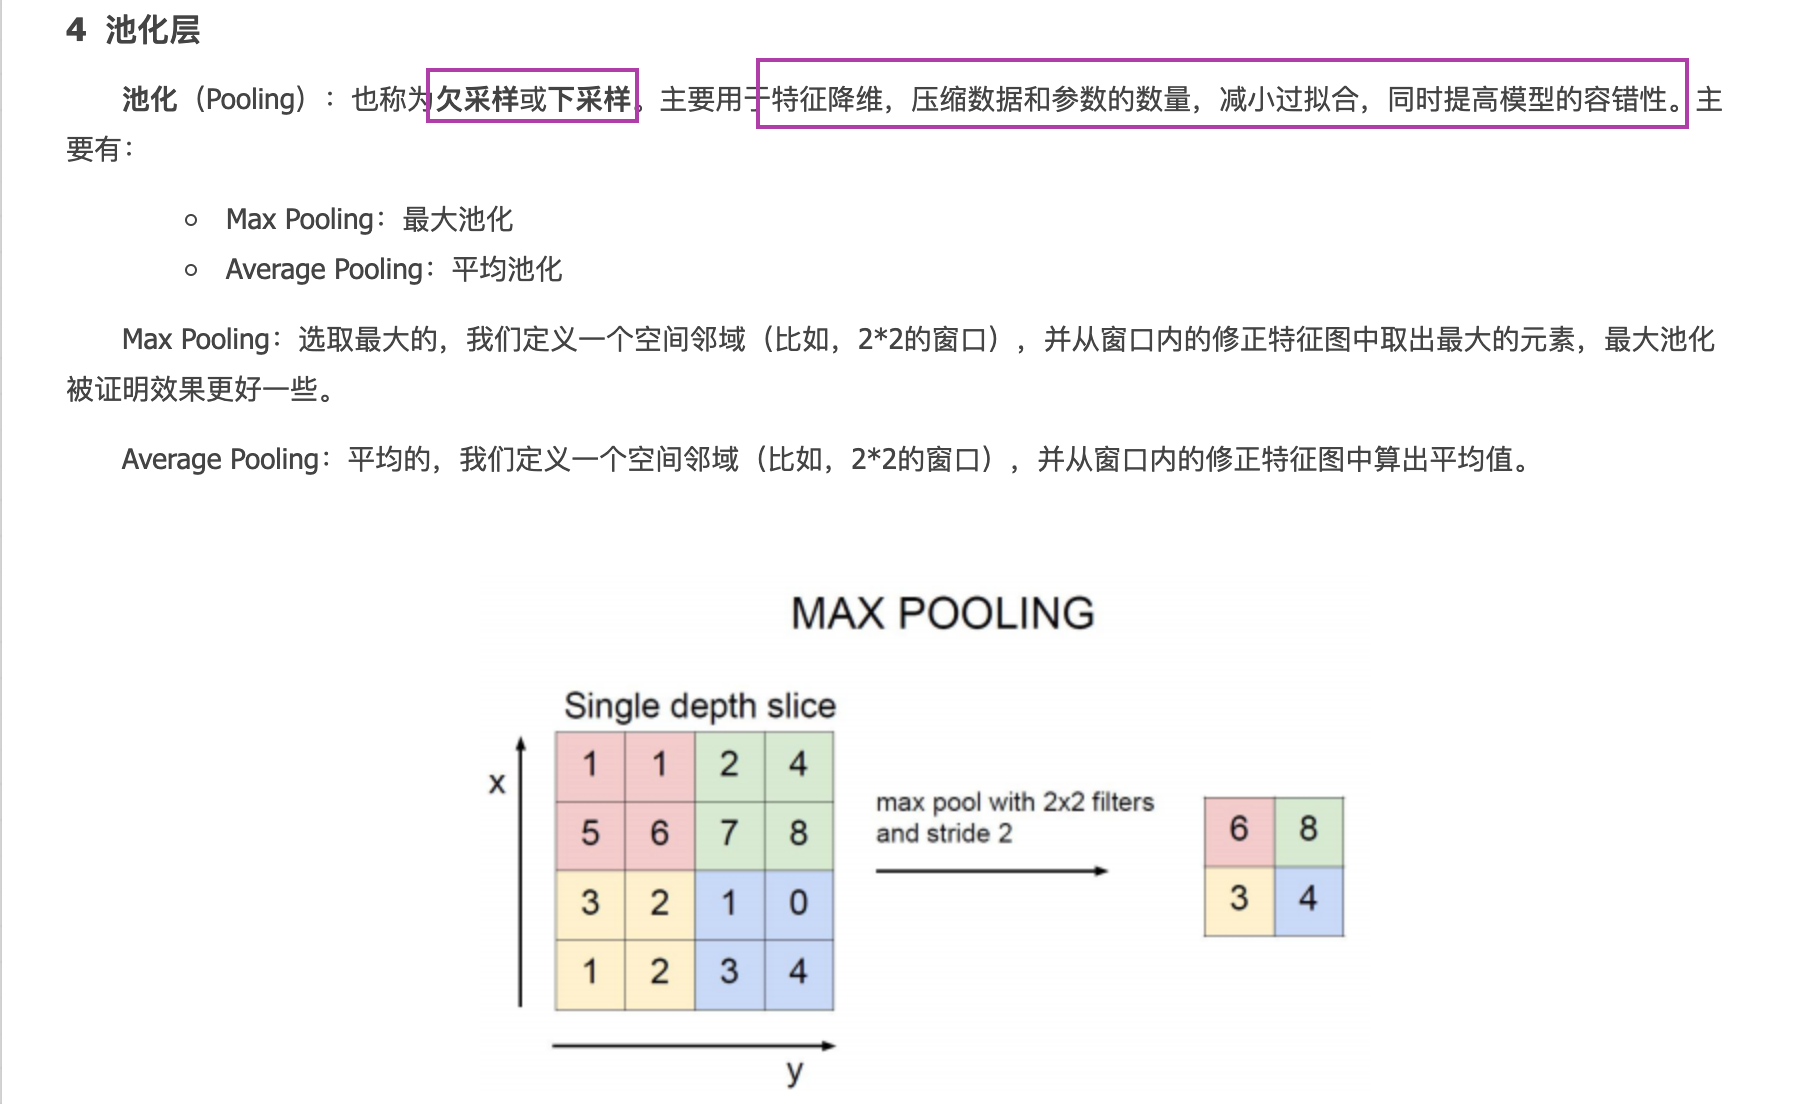 4 池化层
池化（Pooling）：也称为欠采样或下采样。主要用于特征降维，压缩数据和参数的数量，减小过拟合，同时提高模型的容错性。主
要有：
Max Pooling：最大池化
Average Pooling：平均池化
Max Pooling：选取最大的，我们定义一个空间邻域（比如，2*2的窗口），并从窗口内的修正特征图中取出最大的元素，最大池化
被证明效果更好一些。
Average Pooling：平均的，我们定义一个空间邻域（比如，2*2的窗口），并从窗口内的修正特征图中算出平均值。
MAX POOLING
Single depth slice
x
1 1 2 4
5 6 7 8
3 2 1 0
1 2 3 4
y
max pool with 2x2 filters
and stride 2
6 8
3 4